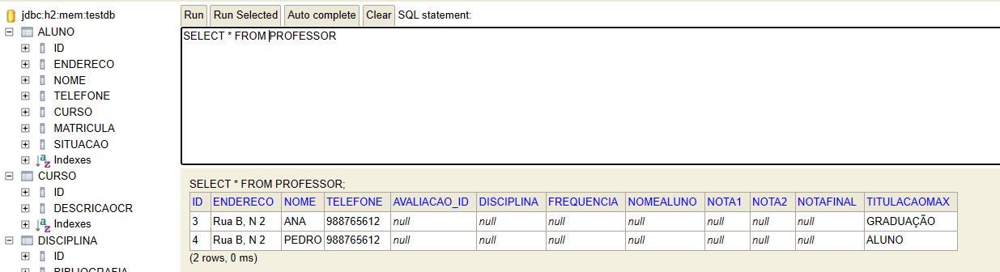 jdbc:h2:mem:testdb
ALUNO
ID
ENDERECO
NOME
TELEFONE
CURSO
MATRICULA
SITUACAO
Indexes
CURSO
ID
DESCRICAOCR
Indexes
DISCIPLINA
ID
BIBLIOGRAFIA
Run Run Selected Auto complete Clear SQL statement:
SELECT * FROM PROFESSOR
SELECT * FROM PROFESSOR;
ID ENDERECO NOME TELEFONE AVALIACAO_ID DISCIPLINA FREQUENCIA NOMEALUNO NOTA1 NOTA2 NOTAFINAL TITULACAOMAX
3 Rua B, N 2 ANA 988765612 null null null null null null null GRADUAÇÃO
4 Rua B, N 2 PEDRO 988765612 null null null null null null null ALUNO
(2 rows, 0 ms)